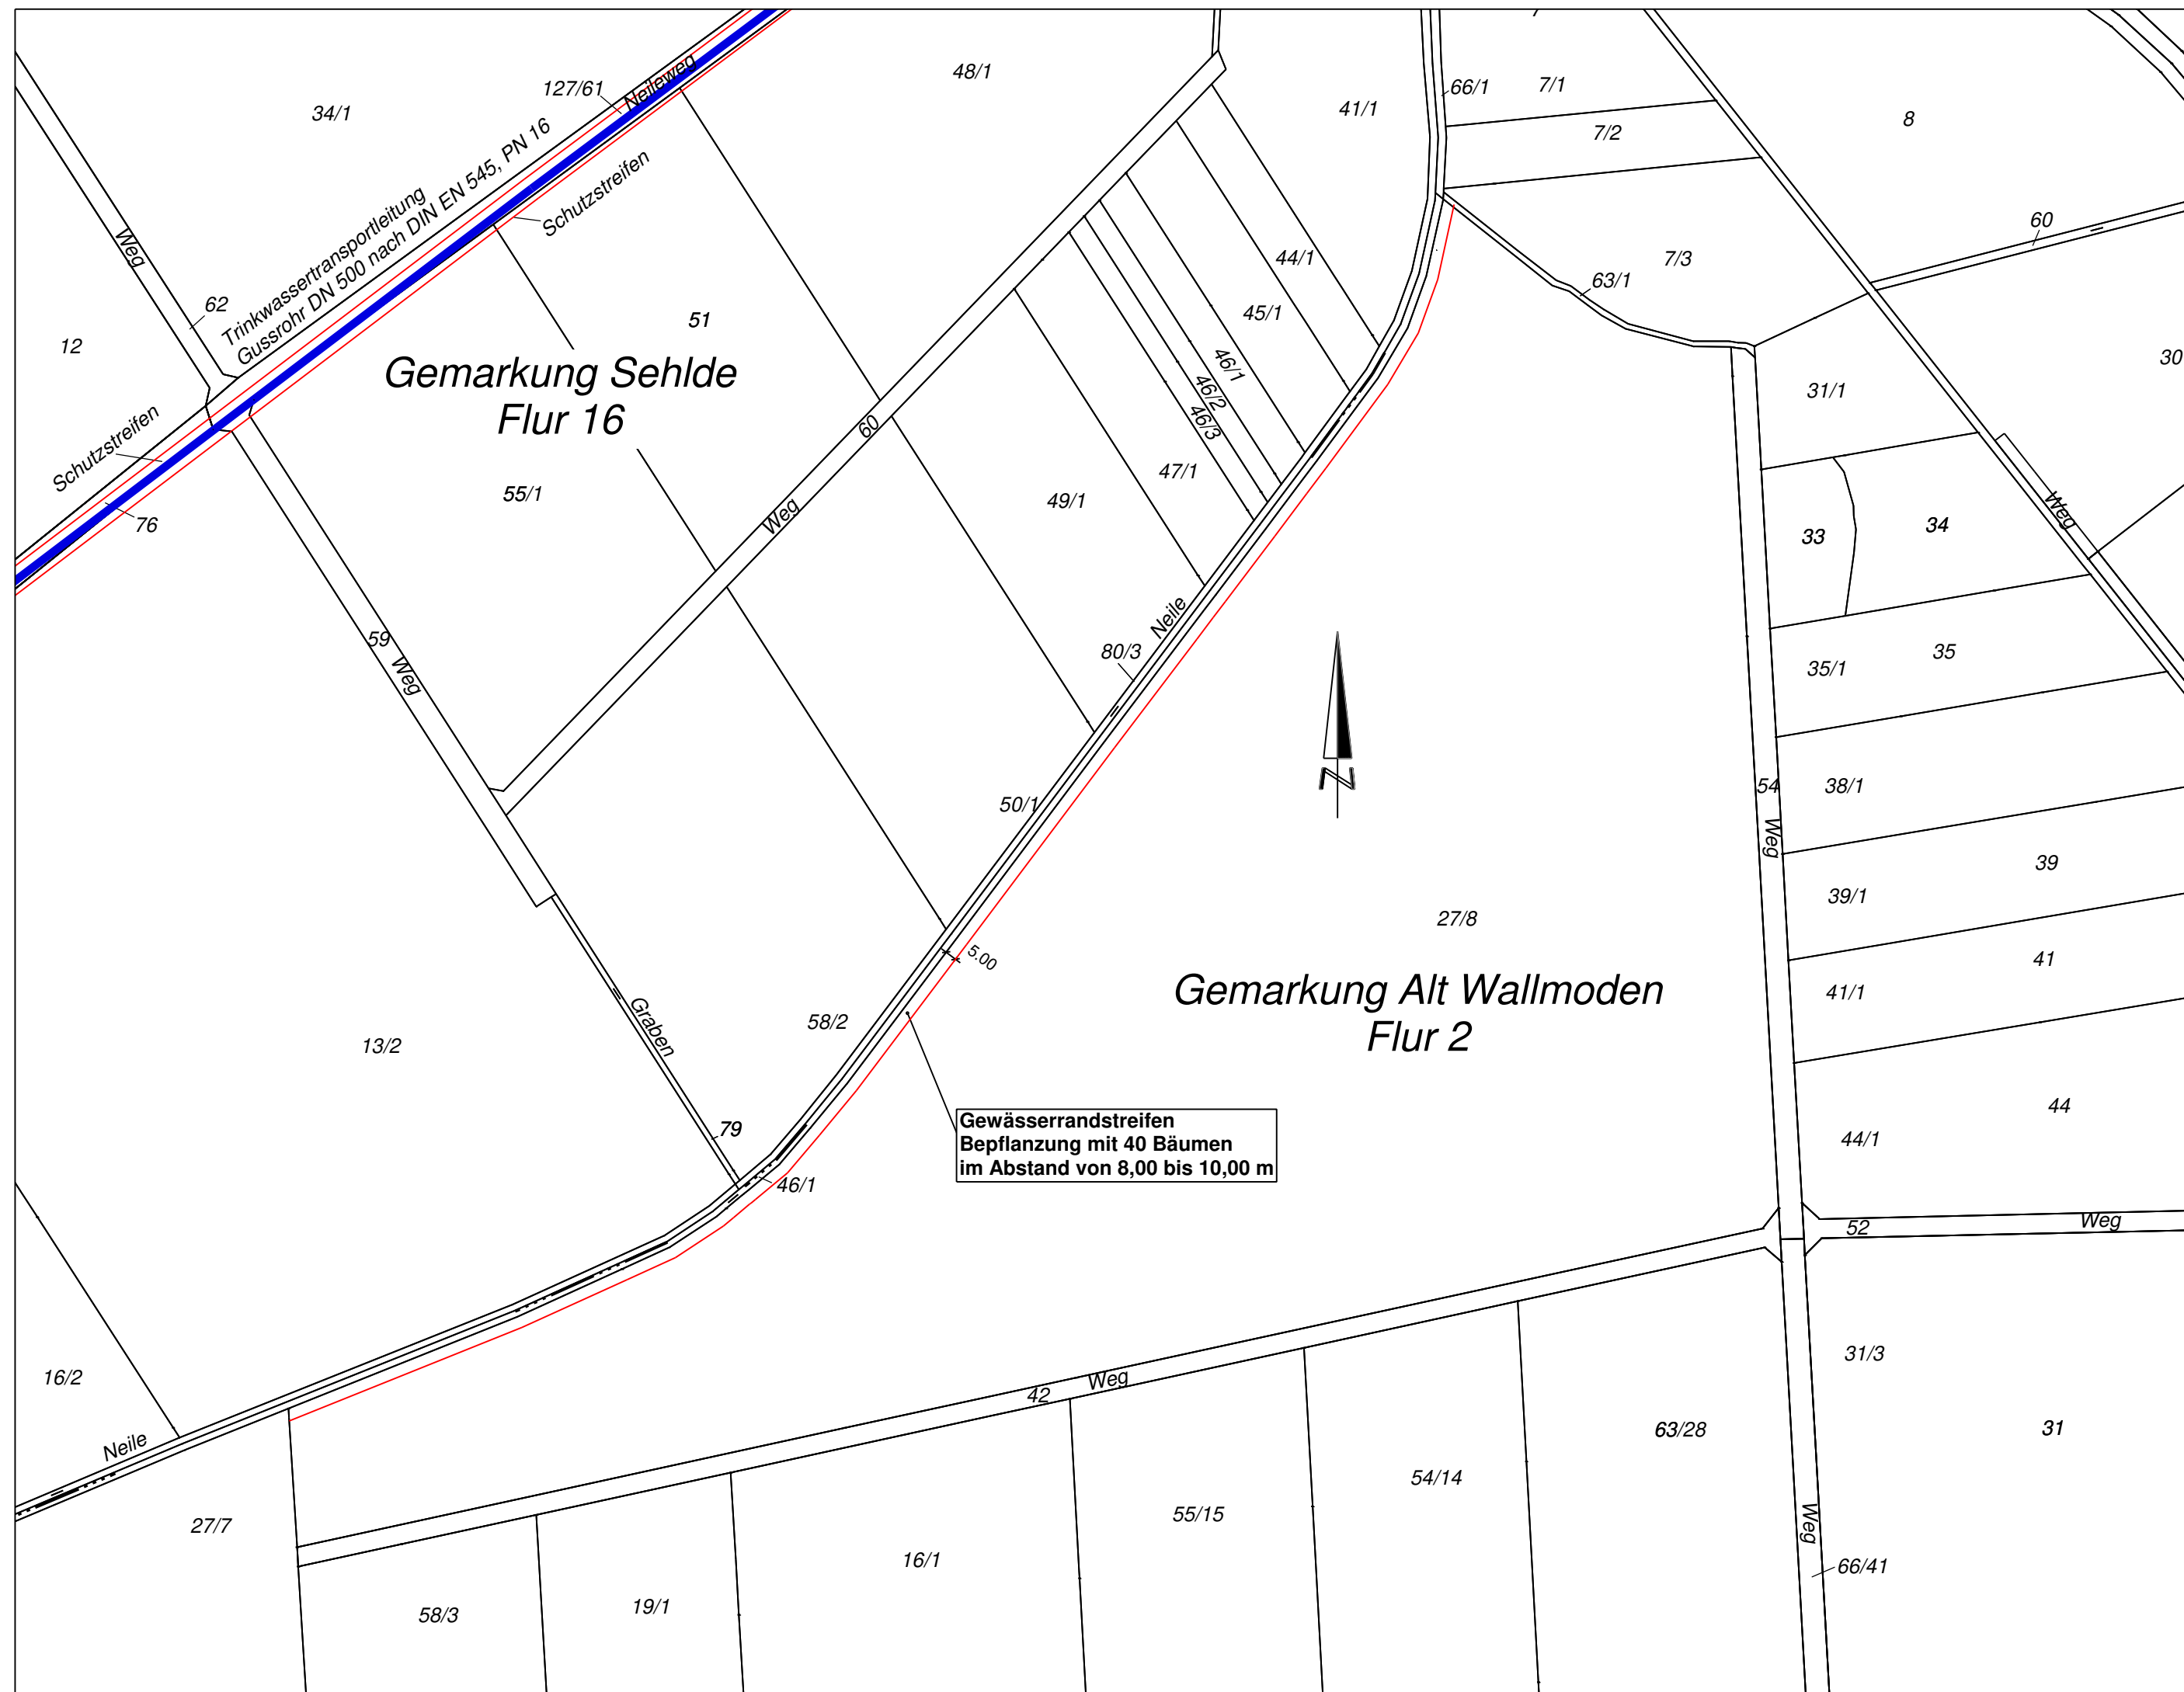 48/1
127/61
Neileweg
34/1
41/1
66/1
7/1
7/2
8
Trinkwassertransportleitung
Gussrohr DN 500 nach DIN EN 545, PN 16
Schutzstreifen
Weg
62
12
51
44/1
45/1
46/1
46/2
46/3
7/3
63/1
60
30
Gemarkung Sehlde
Flur 16
Schutzstreifen
76
55/1
60
Weg
49/1
47/1
31/1
33
34
Weg
59
Weg
80/3
Neile
35/1
35
N
50/1
54
Weg
38/1
39
39/1
27/8
5.00
41
41/1
Gemarkung Alt Wallmoden
Flur 2
13/2
Graben
58/2
79
46/1
Gewässerrandstreifen
Bepflanzung mit 40 Bäumen
im Abstand von 8,00 bis 10,00 m
44
44/1
52
Weg
16/2
Neile
27/7
42
Weg
31/3
31
63/28
54/14
55/15
16/1
19/1
58/3
Weg
66/41